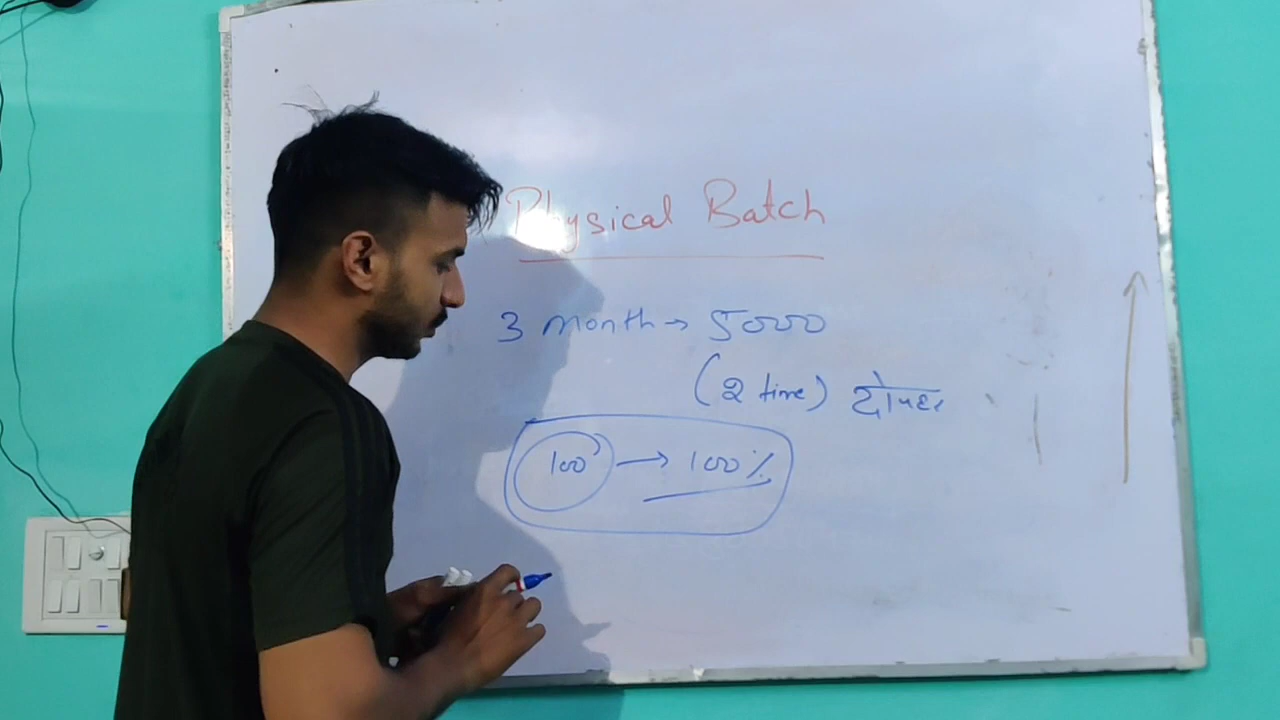 Physical Batch
3 month → 5000
(2 time) दोपहर
100 → 100%